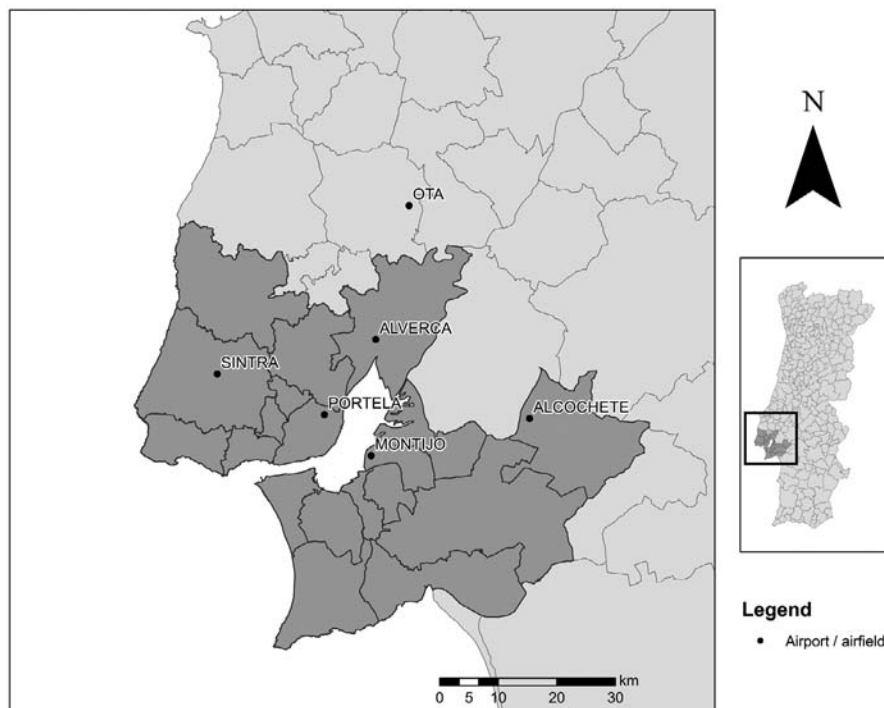 N
OTA
ALVERCA
SINTRA
PORTELA
ALCOCHETE
MONTIJO
Legend
Airport / airfield
km
0 5 10 20 30